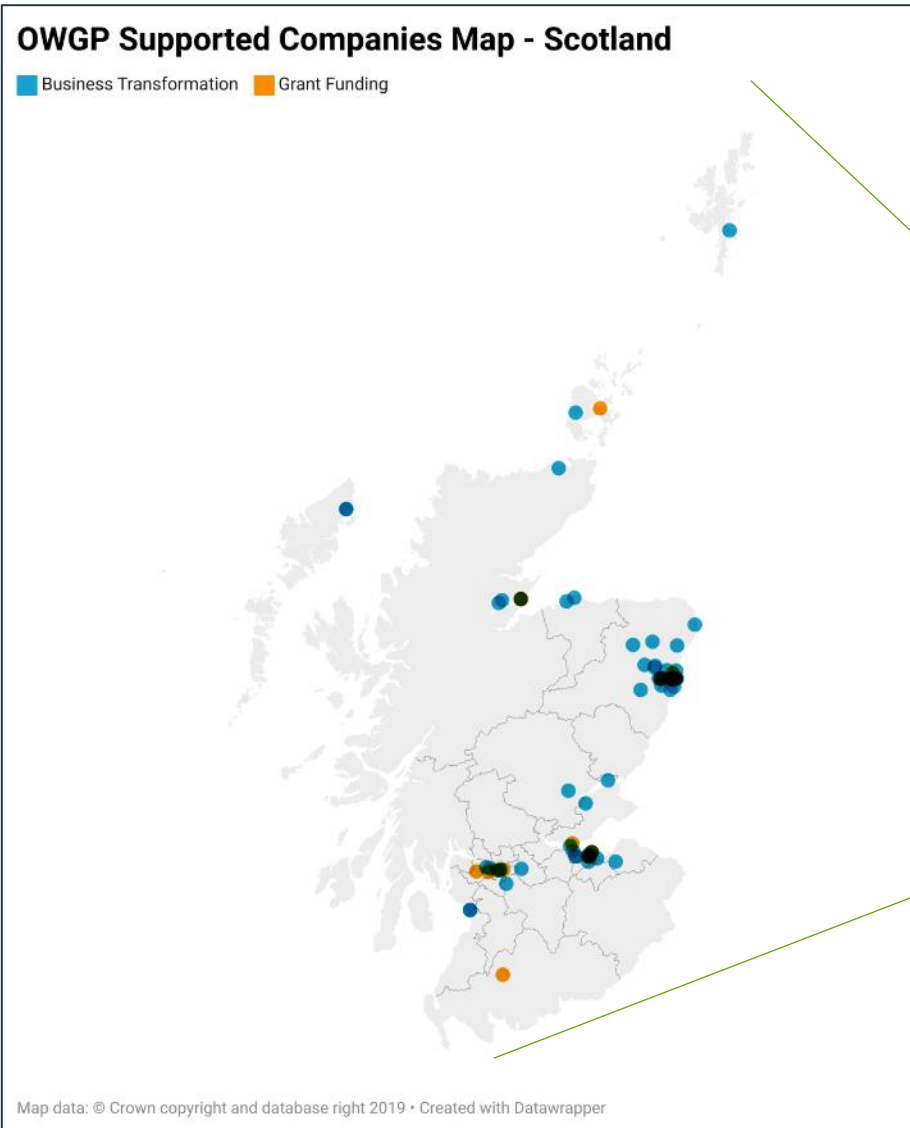 OWGP Supported Companies Map - Scotland
Business Transformation Grant Funding
Map data: © Crown copyright and database right 2019 • Created with Datawrapper